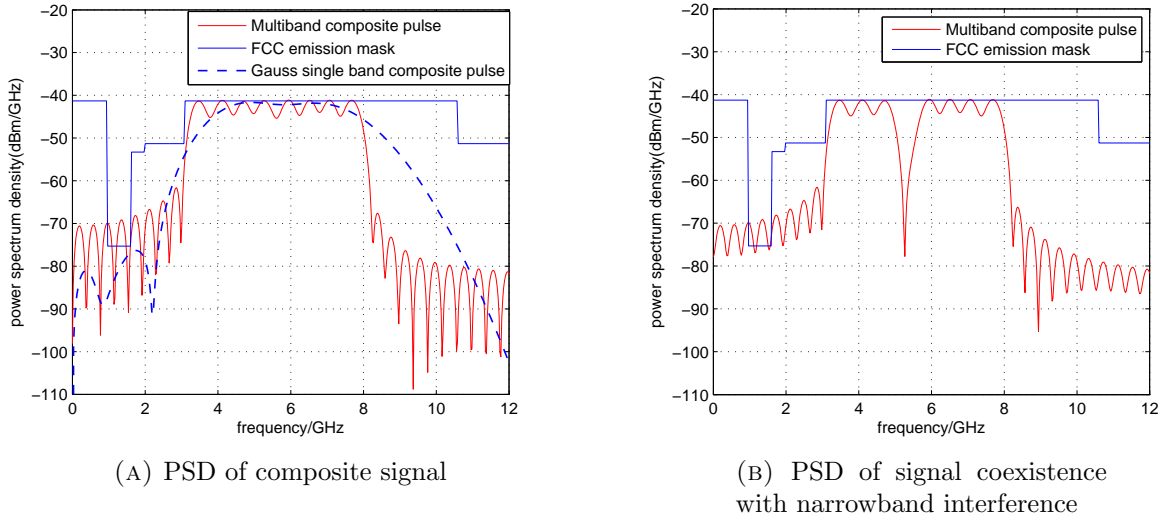 −20
−30
−40
−50
−60
−70
−80
−90
−100
−110
power spectrum density(dBm/GHz)
Multiband composite pulse
FCC emission mask
Gauss single band composite pulse
0 2 4 6 8 10 12
frequency/GHz
(A) PSD of composite signal
−20
−30
−40
−50
−60
−70
−80
−90
−100
−110
power spectrum density(dBm/GHz)
Multiband composite pulse
FCC emission mask
0 2 4 6 8 10 12
frequency/GHz
(B) PSD of signal coexistence
with narrowband interference